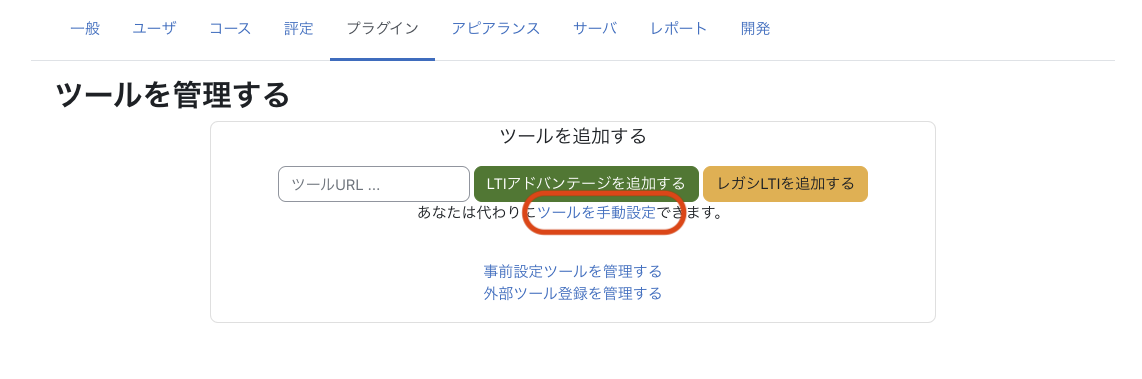 一般 ユーザ コース 評定 プラグイン アピアランス サーバ レポート 開発
ツールを管理する
ツールを追加する
ツールURL ... LTIアドバンテージを追加する レガシLTIを追加する
あなたは代わりにツールを手動設定できます。
事前設定ツールを管理する
外部ツール登録を管理する